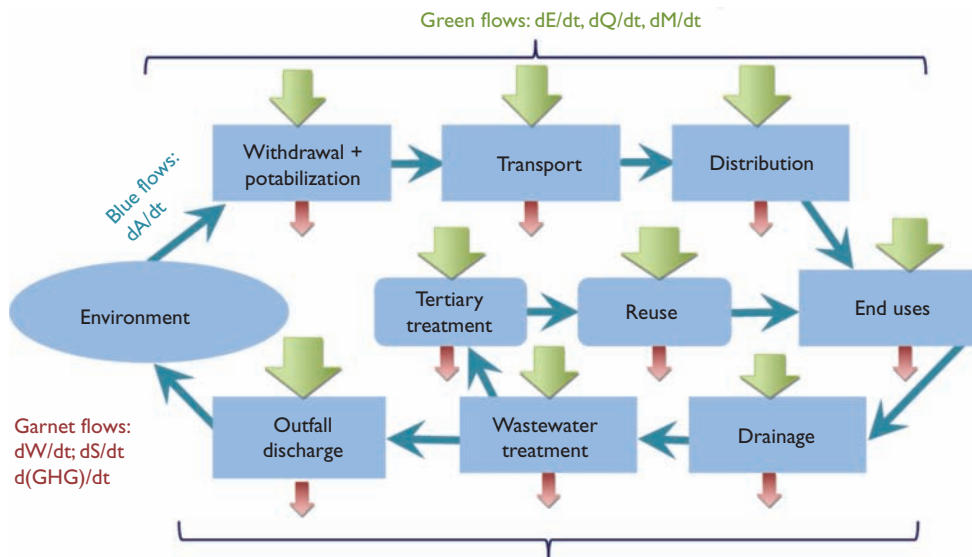 Green flows: dE/dt, dQ/dt, dM/dt
Withdrawal +
potabilization
Transport
Distribution
Blue flows:
dA/dt
Environment
Tertiary
treatment
Reuse
End uses
Garnet flows:
dW/dt; dS/dt
d(GHG)/dt
Outfall
discharge
Wastewater
treatment
Drainage